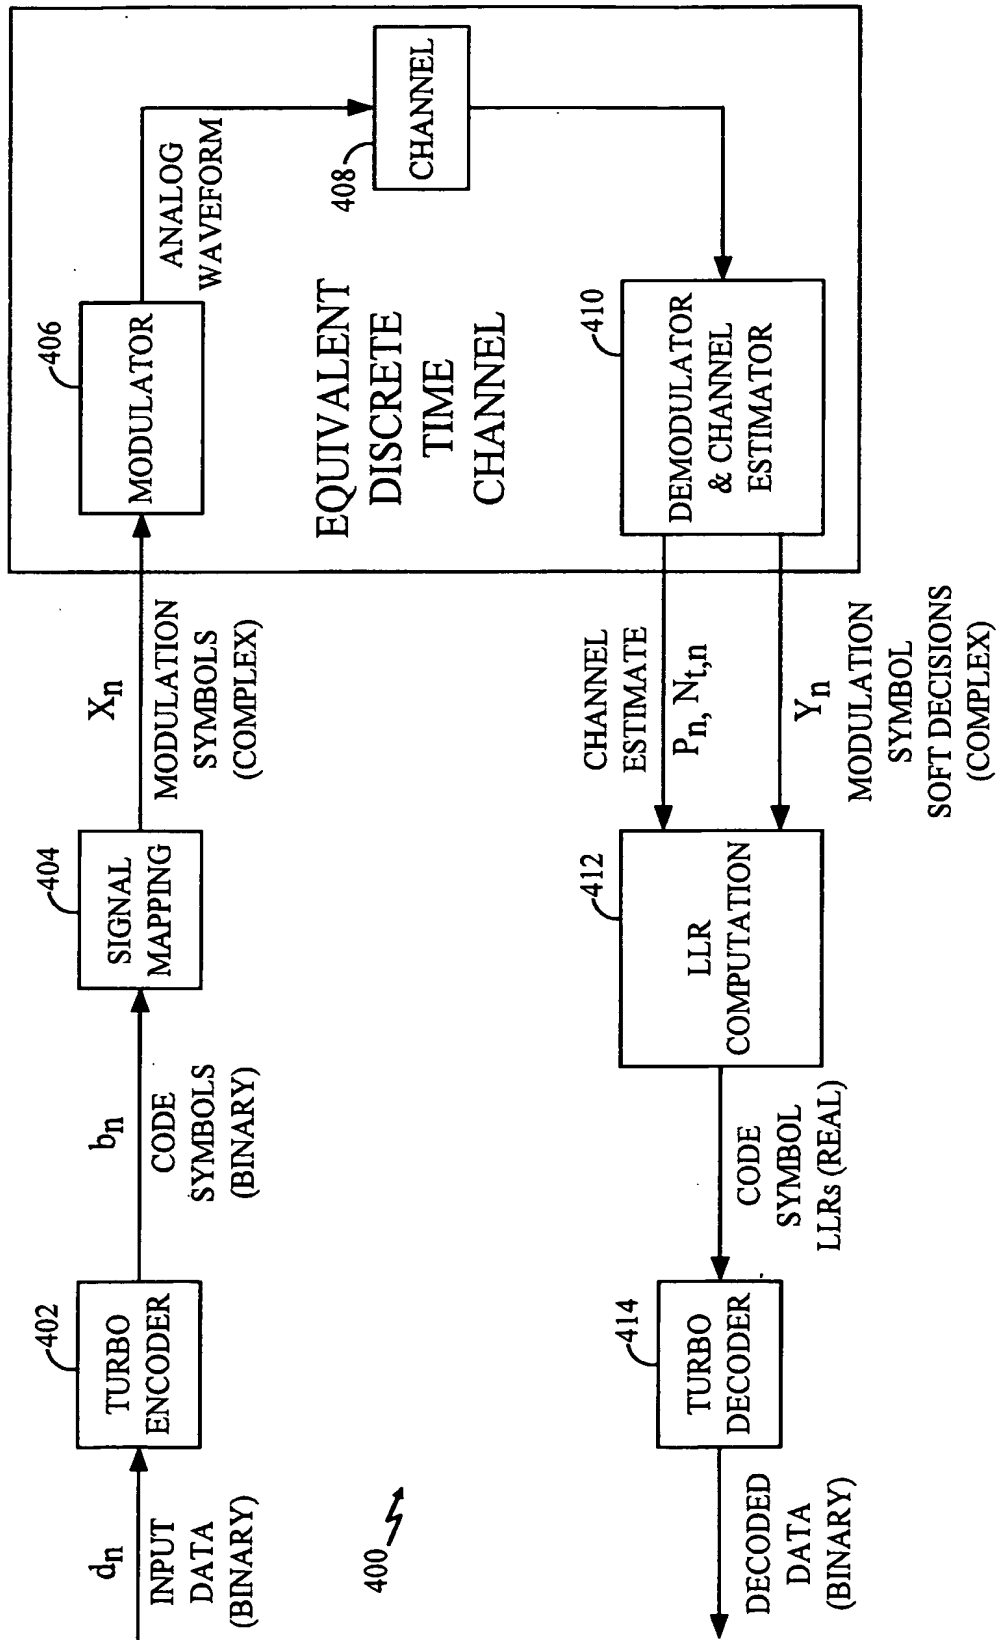 d_n
INPUT
DATA
(BINARY)
402
TURBO
ENCODER
b_n
CODE
SYMBOLS
(BINARY)
404
SIGNAL
MAPPING
X_n
MODULATION
SYMBOLS
(COMPLEX)
406
MODULATOR
ANALOG
WAVEFORM
408
CHANNEL
EQUIVALENT
DISCRETE
TIME
CHANNEL
410
DEMODULATOR
& CHANNEL
ESTIMATOR
CHANNEL
ESTIMATE
P_n, N_t,n
Y_n
MODULATION
SYMBOL
SOFT DECISIONS
(COMPLEX)
412
LLR
COMPUTATION
CODE
SYMBOL
LLRs (REAL)
414
TURBO
DECODER
DECODED
DATA
(BINARY)
400